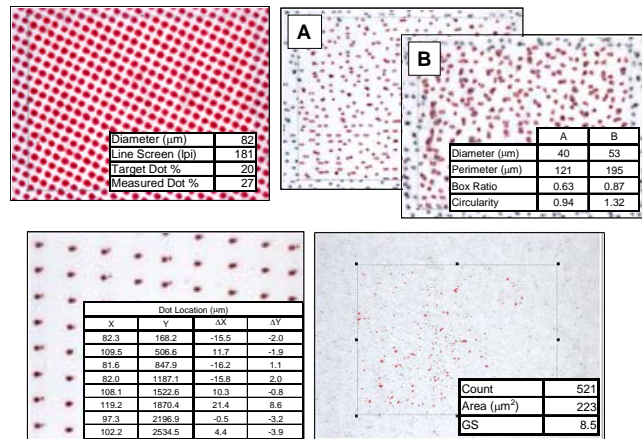 Diameter (μm) 82
Line Screen (lpi) 181
Target Dot % 20
Measured Dot % 27
A
B
A B
Diameter (μm) 40 53
Perimeter (μm) 121 195
Box Ratio 0.63 0.87
Circularity 0.94 1.32
Dot Location (μm)
X Y ΔX ΔY
82.3 168.2 -15.5 -2.0
109.5 506.6 11.7 -1.9
81.6 847.9 -16.2 1.1
82.0 1187.1 -15.8 2.0
108.1 1522.6 10.3 -0.8
119.2 1870.4 21.4 8.6
97.3 2196.9 -0.5 -3.2
102.2 2534.5 4.4 -3.9
Count 521
Area (μm²) 223
GS 8.5